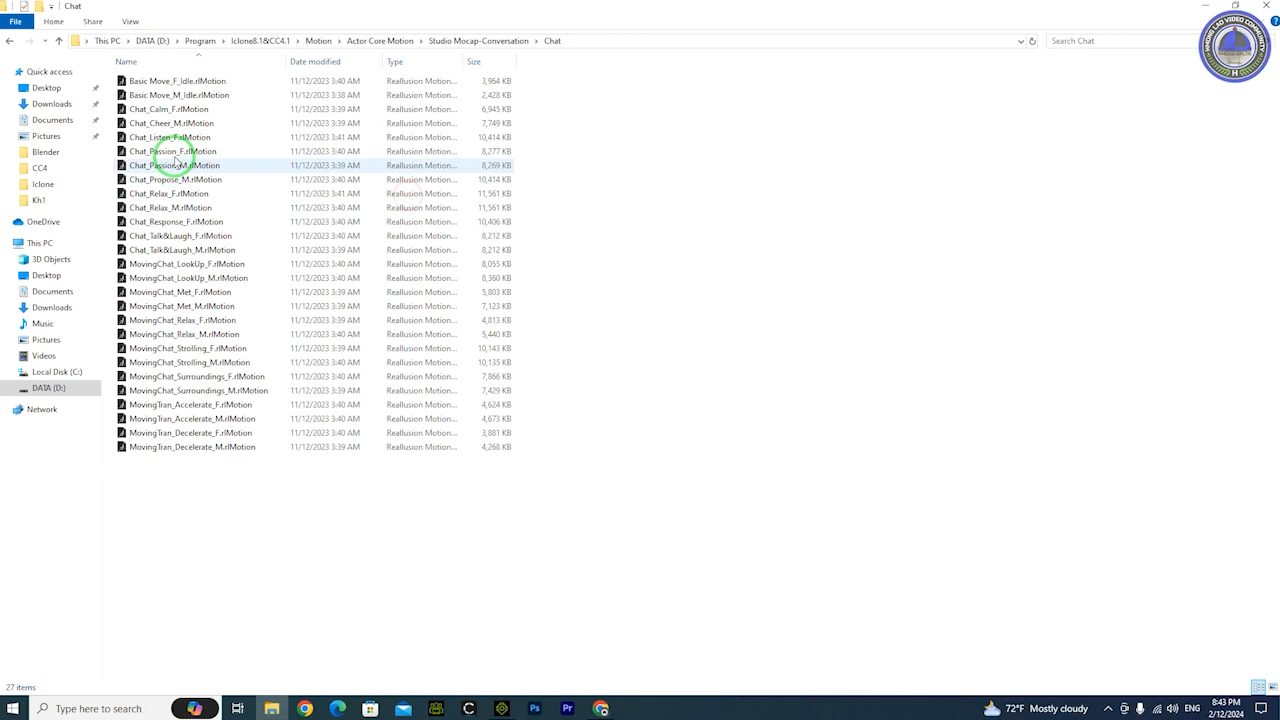 Chat
File Home Share View
This PC DATA (D:) Program Iclone8.1&CC4.1 Motion Actor Core Motion Studio Mocap-Conversation Chat
Search Chat
HMONG LAO VIDEO COMMUNITY
H
Name Date modified Type Size
Quick access
Desktop
Downloads
Documents
Pictures
Blender
CC4
Iclone
Kh1
OneDrive
This PC
3D Objects
Desktop
Documents
Downloads
Music
Pictures
Videos
Local Disk (C:)
DATA (D:)
Network
Basic Move_F_Idle.rlMotion 11/12/2023 3:40 AM Reallusion Motion... 3,964 KB
Basic Move_M_Idle.rlMotion 11/12/2023 3:38 AM Reallusion Motion... 2,428 KB
Chat_Calm_F.rlMotion 11/12/2023 3:40 AM Reallusion Motion... 6,945 KB
Chat_Cheer_M.rlMotion 11/12/2023 3:39 AM Reallusion Motion... 7,749 KB
Chat_Listen_F.rlMotion 11/12/2023 3:41 AM Reallusion Motion... 10,414 KB
Chat_Passion_F.rlMotion 11/12/2023 3:40 AM Reallusion Motion... 8,277 KB
Chat_Passion_M.rlMotion 11/12/2023 3:39 AM Reallusion Motion... 8,269 KB
Chat_Propose_M.rlMotion 11/12/2023 3:40 AM Reallusion Motion... 10,414 KB
Chat_Relax_F.rlMotion 11/12/2023 3:41 AM Reallusion Motion... 11,561 KB
Chat_Relax_M.rlMotion 11/12/2023 3:40 AM Reallusion Motion... 11,561 KB
Chat_Response_F.rlMotion 11/12/2023 3:40 AM Reallusion Motion... 10,406 KB
Chat_Talk&Laugh_F.rlMotion 11/12/2023 3:40 AM Reallusion Motion... 8,212 KB
Chat_Talk&Laugh_M.rlMotion 11/12/2023 3:39 AM Reallusion Motion... 8,212 KB
MovingChat_LookUp_F.rlMotion 11/12/2023 3:40 AM Reallusion Motion... 8,055 KB
MovingChat_LookUp_M.rlMotion 11/12/2023 3:39 AM Reallusion Motion... 8,360 KB
MovingChat_Met_F.rlMotion 11/12/2023 3:40 AM Reallusion Motion... 5,803 KB
MovingChat_Met_M.rlMotion 11/12/2023 3:40 AM Reallusion Motion... 7,123 KB
MovingChat_Relax_F.rlMotion 11/12/2023 3:39 AM Reallusion Motion... 4,813 KB
MovingChat_Relax_M.rlMotion 11/12/2023 3:40 AM Reallusion Motion... 5,440 KB
MovingChat_Strolling_F.rlMotion 11/12/2023 3:39 AM Reallusion Motion... 10,143 KB
MovingChat_Strolling_M.rlMotion 11/12/2023 3:40 AM Reallusion Motion... 10,135 KB
MovingChat_Surroundings_F.rlMotion 11/12/2023 3:40 AM Reallusion Motion... 7,866 KB
MovingChat_Surroundings_M.rlMotion 11/12/2023 3:39 AM Reallusion Motion... 7,429 KB
MovingTran_Accelerate_F.rlMotion 11/12/2023 3:40 AM Reallusion Motion... 4,624 KB
MovingTran_Accelerate_M.rlMotion 11/12/2023 3:40 AM Reallusion Motion... 4,673 KB
MovingTran_Decelerate_F.rlMotion 11/12/2023 3:40 AM Reallusion Motion... 3,881 KB
MovingTran_Decelerate_M.rlMotion 11/12/2023 3:39 AM Reallusion Motion... 4,268 KB
27 items
Type here to search
Ps
Pr
72°F Mostly cloudy
ENG
8:43 PM
2/12/2024